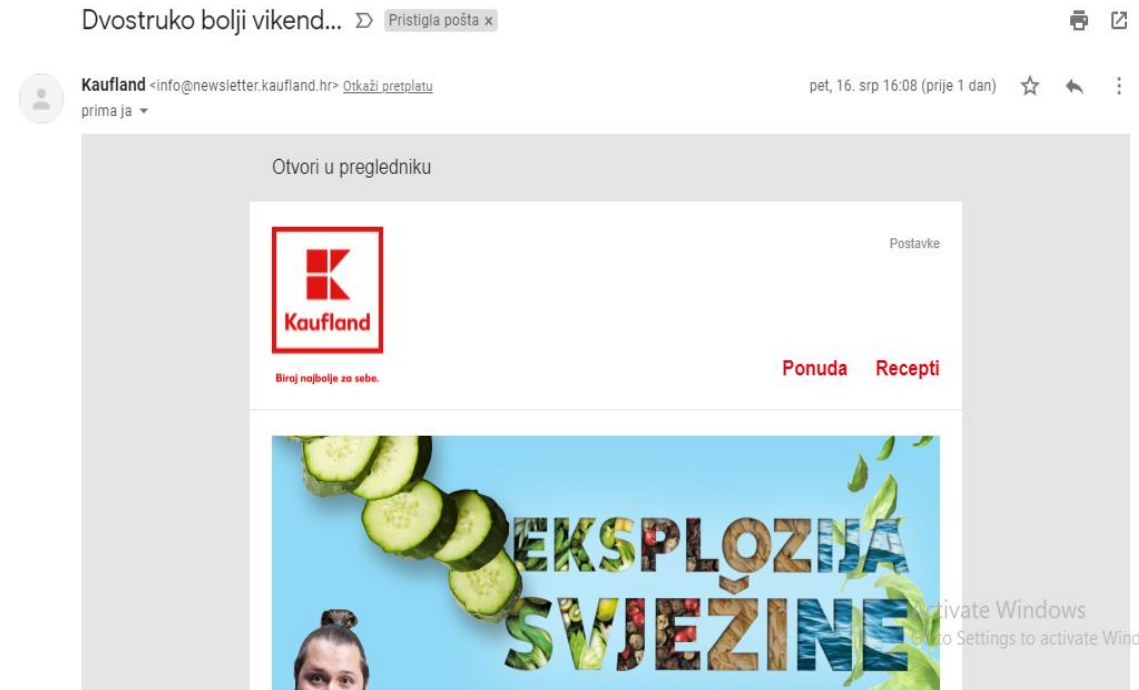 Dvostruko bolji vikend...
Pristigla pošta x
Kaufland <info@newsletter.kaufland.hr> Otkaži pretplatu
pet, 16. srp 16:08 (prije 1 dan)
prima ja
Otvori u pregledniku
Postavke
Kaufland
Biraj najbolje za sebe.
Ponuda Recepti
EKSPLOZIJA
SVJEŽINE
Activate Windows
Go to Settings to activate Wind